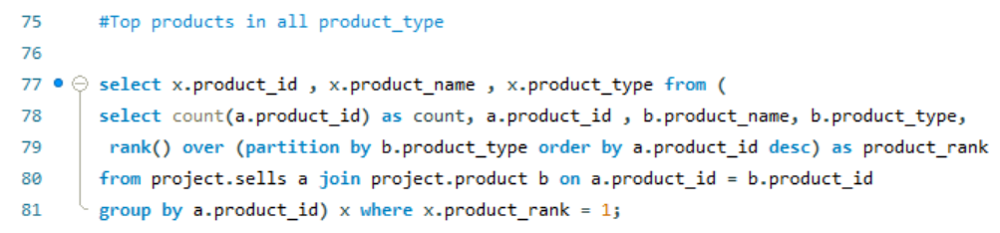 75 #Top products in all product_type
76
77 select x.product_id , x.product_name , x.product_type from (
78 select count(a.product_id) as count, a.product_id , b.product_name, b.product_type,
79 rank() over (partition by b.product_type order by a.product_id desc) as product_rank
80 from project.sells a join project.product b on a.product_id = b.product_id
81 group by a.product_id) x where x.product_rank = 1;